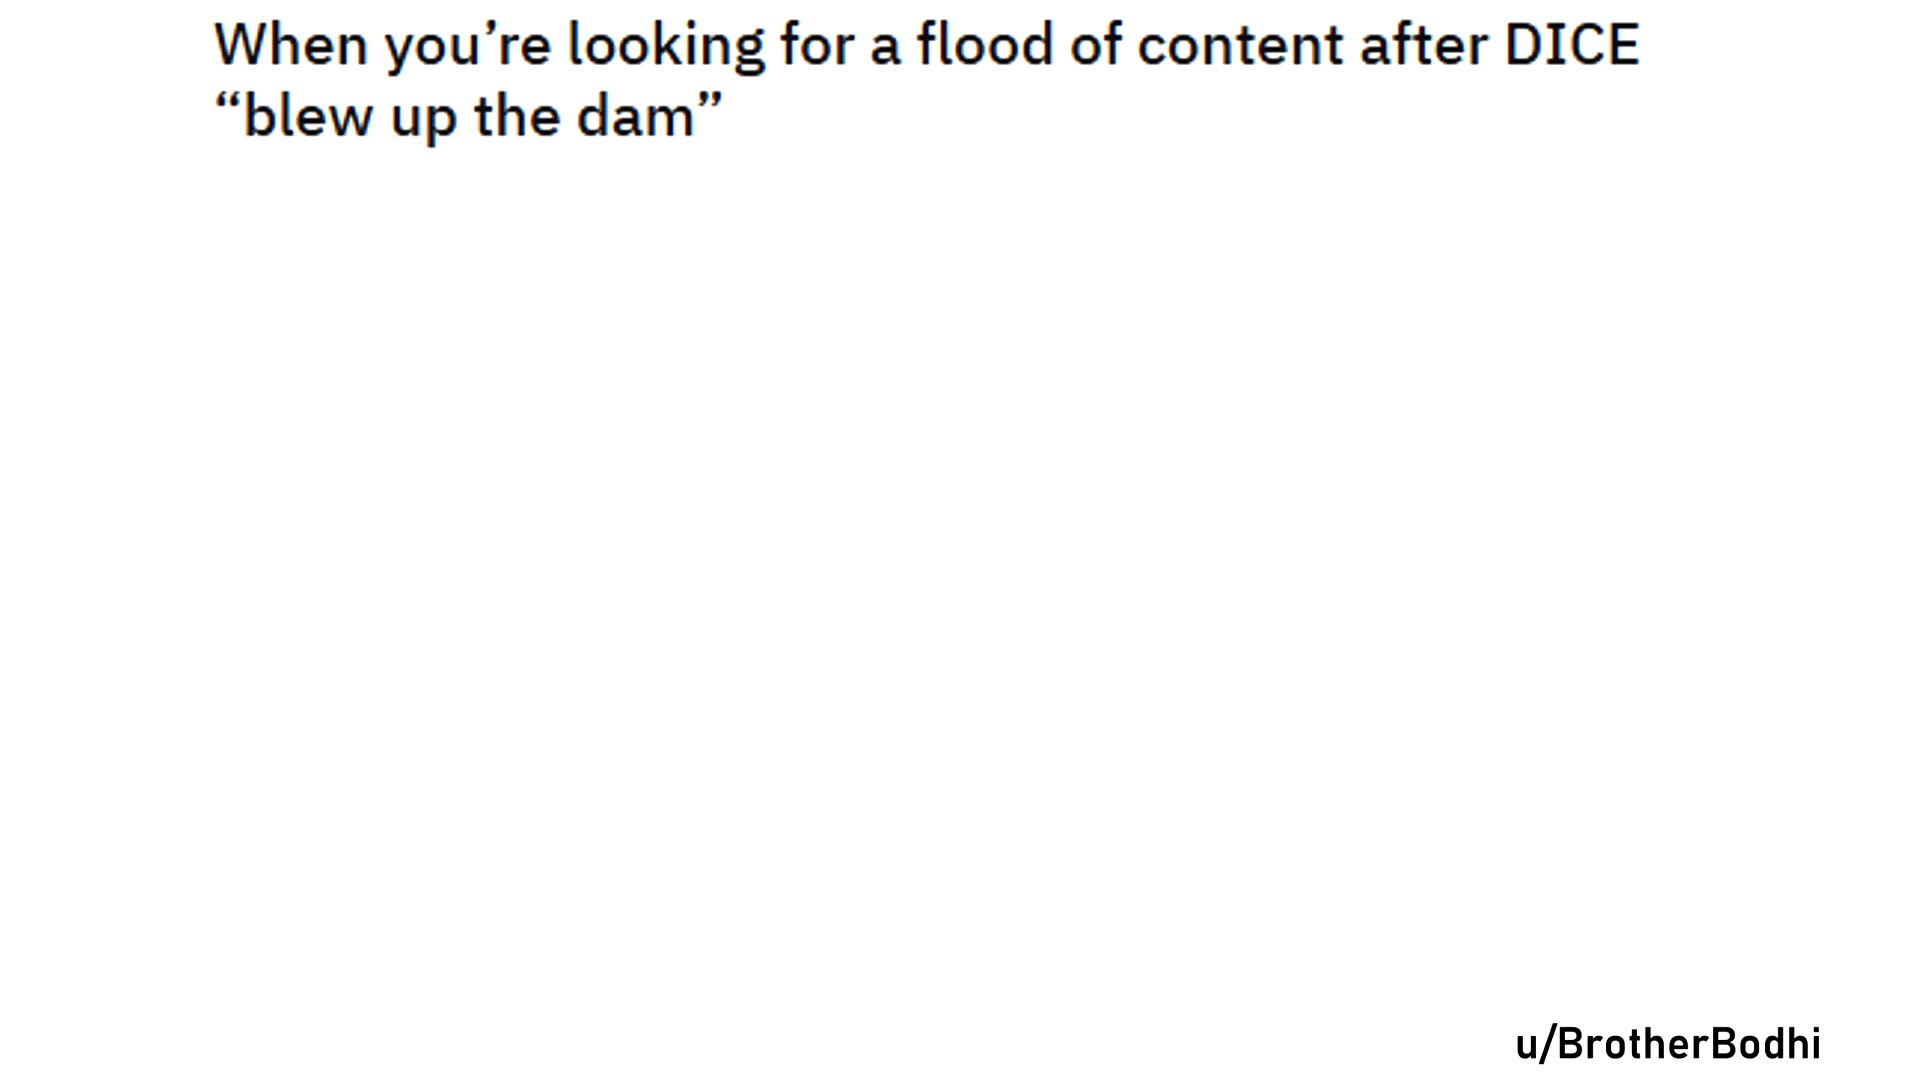 When you’re looking for a flood of content after DICE
“blew up the dam”
u/BrotherBodhi